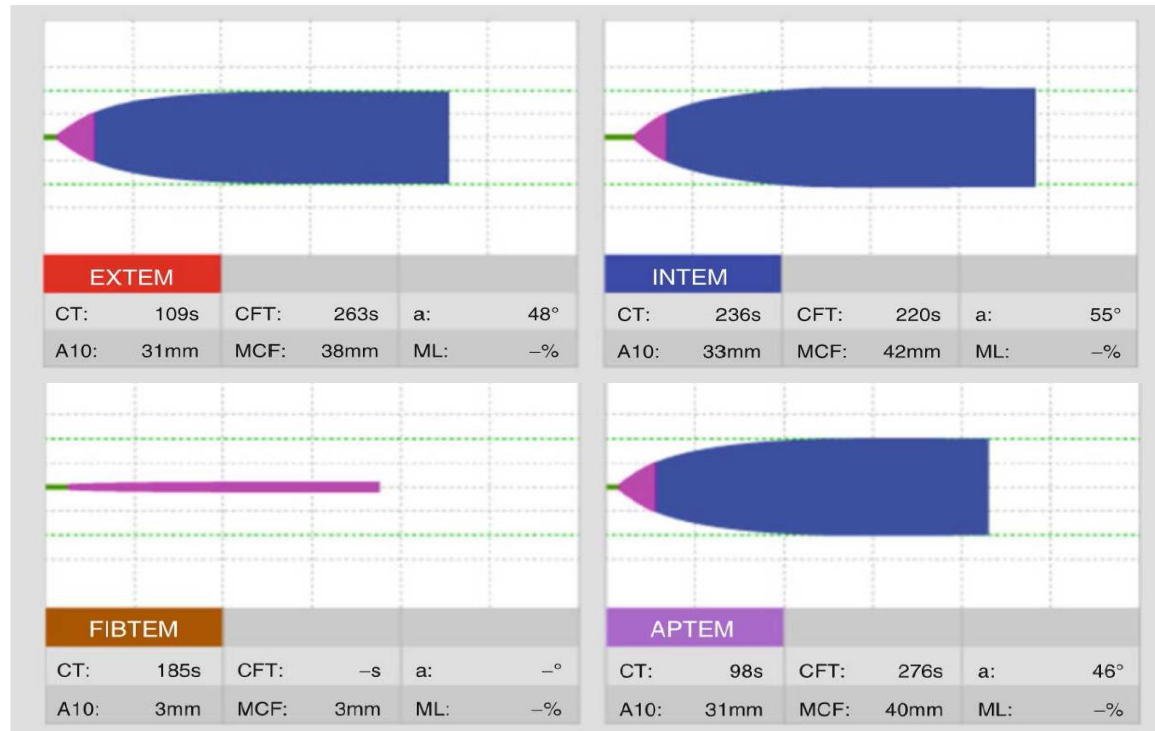 EXTEM
CT: 109s CFT: 263s a: 48°
A10: 31mm MCF: 38mm ML: –%
INTEM
CT: 236s CFT: 220s a: 55°
A10: 33mm MCF: 42mm ML: –%
FIBTEM
CT: 185s CFT: –s a: –°
A10: 3mm MCF: 3mm ML: –%
APTEM
CT: 98s CFT: 276s a: 46°
A10: 31mm MCF: 40mm ML: –%